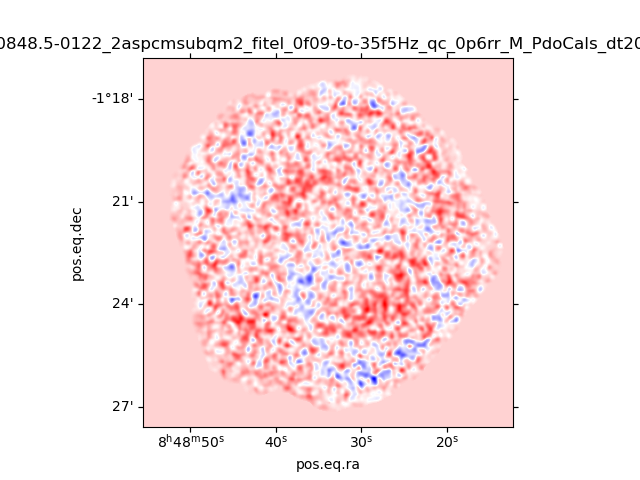 0848.5-0122_2aspcmsubqm2_fitel_0f09-to-35f5Hz_qc_0p6rr_M_PdoCals_dt20
-1°18'
21'
24'
27'
pos.eq.dec
8h48m50s 40s 30s 20s
pos.eq.ra